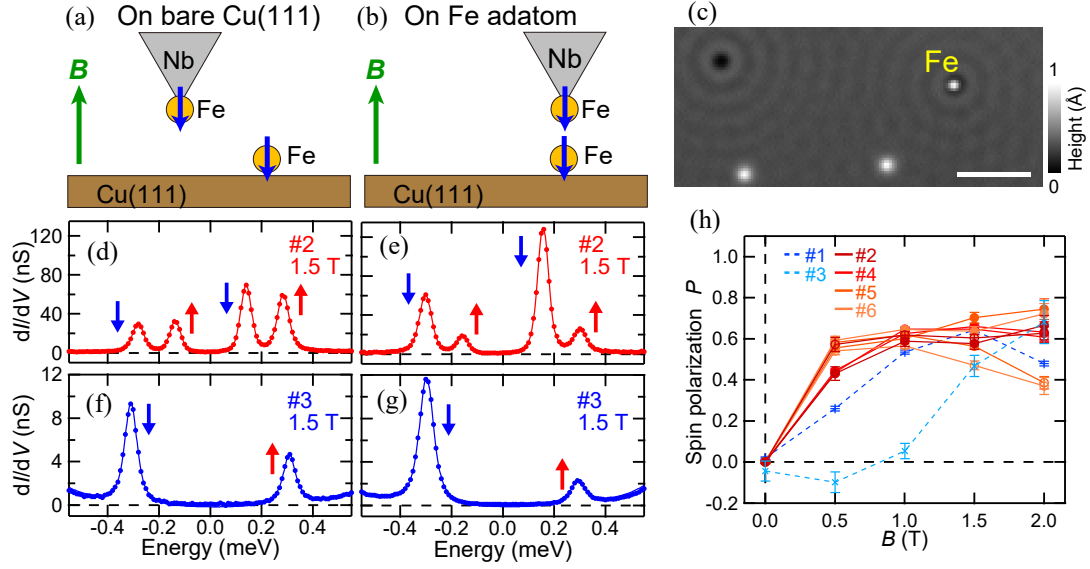 (a) On bare Cu(111)
B
Nb
Fe
Fe
Cu(111)
(b) On Fe adatom
B
Nb
Fe
Fe
Cu(111)
(c)
Fe
1
Height (Å)
0
(d)
#2
1.5 T
120
80
40
0
dI/dV (nS)
(e)
#2
1.5 T
(f)
#3
1.5 T
12
8
4
0
dI/dV (nS)
-0.4 -0.2 0.0 0.2 0.4
Energy (meV)
(g)
#3
1.5 T
-0.4 -0.2 0.0 0.2 0.4
Energy (meV)
(h)
#1 #2
#3 #4
#5
#6
1.0
0.8
0.6
0.4
0.2
0.0
-0.2
Spin polarization P
0.0 0.5 1.0 1.5 2.0
B (T)